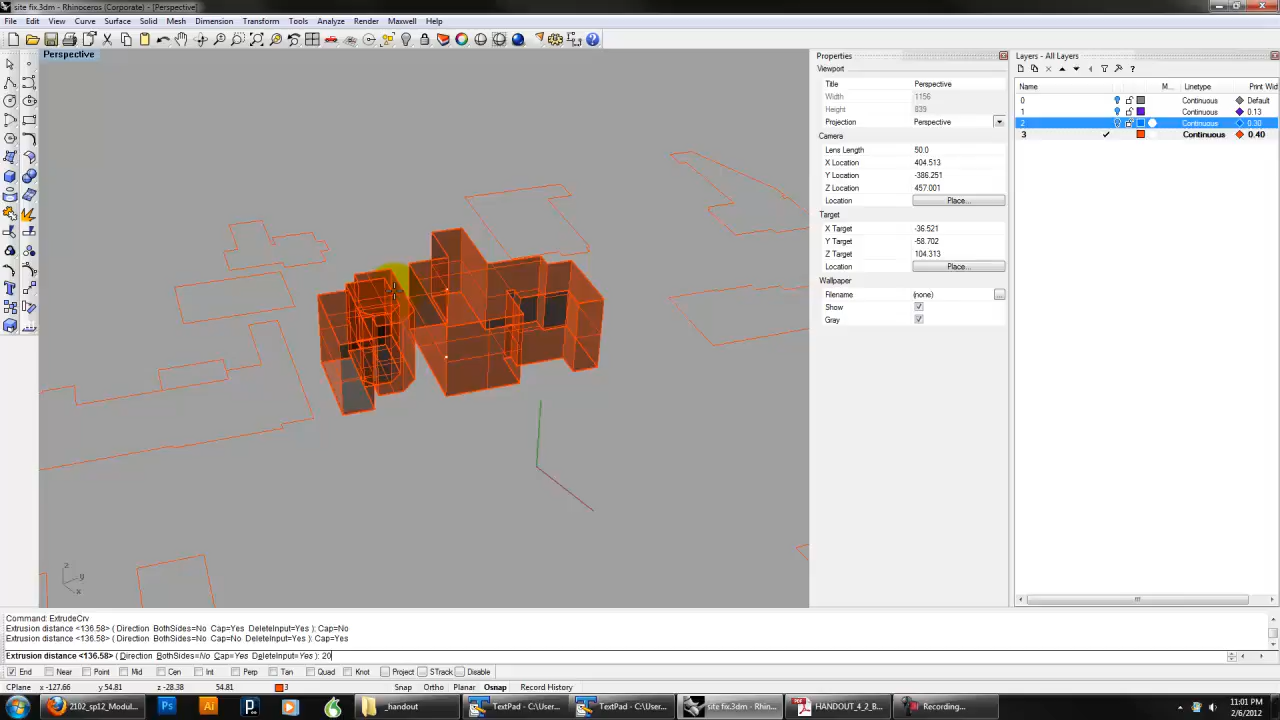 site fix.3dm - Rhinoceros (Corporate) - [Perspective]
File Edit View Curve Surface Solid Mesh Dimension Transform Tools Analyze Render Maxwell Help
Perspective
Properties
Viewport
Title Perspective
Width 1156
Height 839
Projection Perspective
Camera
Lens Length 50.0
X Location 404.513
Y Location -386.251
Z Location 457.001
Location Place...
Target
X Target -36.521
Y Target -58.702
Z Target 104.313
Location Place...
Wallpaper
Filename (none) ...
Show
Gray
Layers - All Layers
Name M... Linetype Print Wid
0 Continuous Default
1 Continuous 0.13
2 Continuous 0.30
3 Continuous 0.40
z
y
x
Command: ExtrudeCrv
Extrusion distance <136.58> ( Direction BothSides=No Cap=Yes DeleteInput=Yes ): Cap=No
Extrusion distance <136.58> ( Direction BothSides=No Cap=No DeleteInput=Yes ): Cap=Yes
Extrusion distance <136.58> ( Direction BothSides=No Cap=Yes DeleteInput=Yes ): 20
End Near Point Mid Cen Int Perp Tan Quad Knot Project STrack Disable
CPlane x -127.66 y 54.81 z -28.38 54.81 3 Snap Ortho Planar Osnap Record History
2102_sp12_Modul... Ps Ai _handout TextPad - C:\Use... TextPad - C:\Use... site fix.3dm - Rhin... HANDOUT_4_2_B... Recording... 11:01 PM
2/6/2012